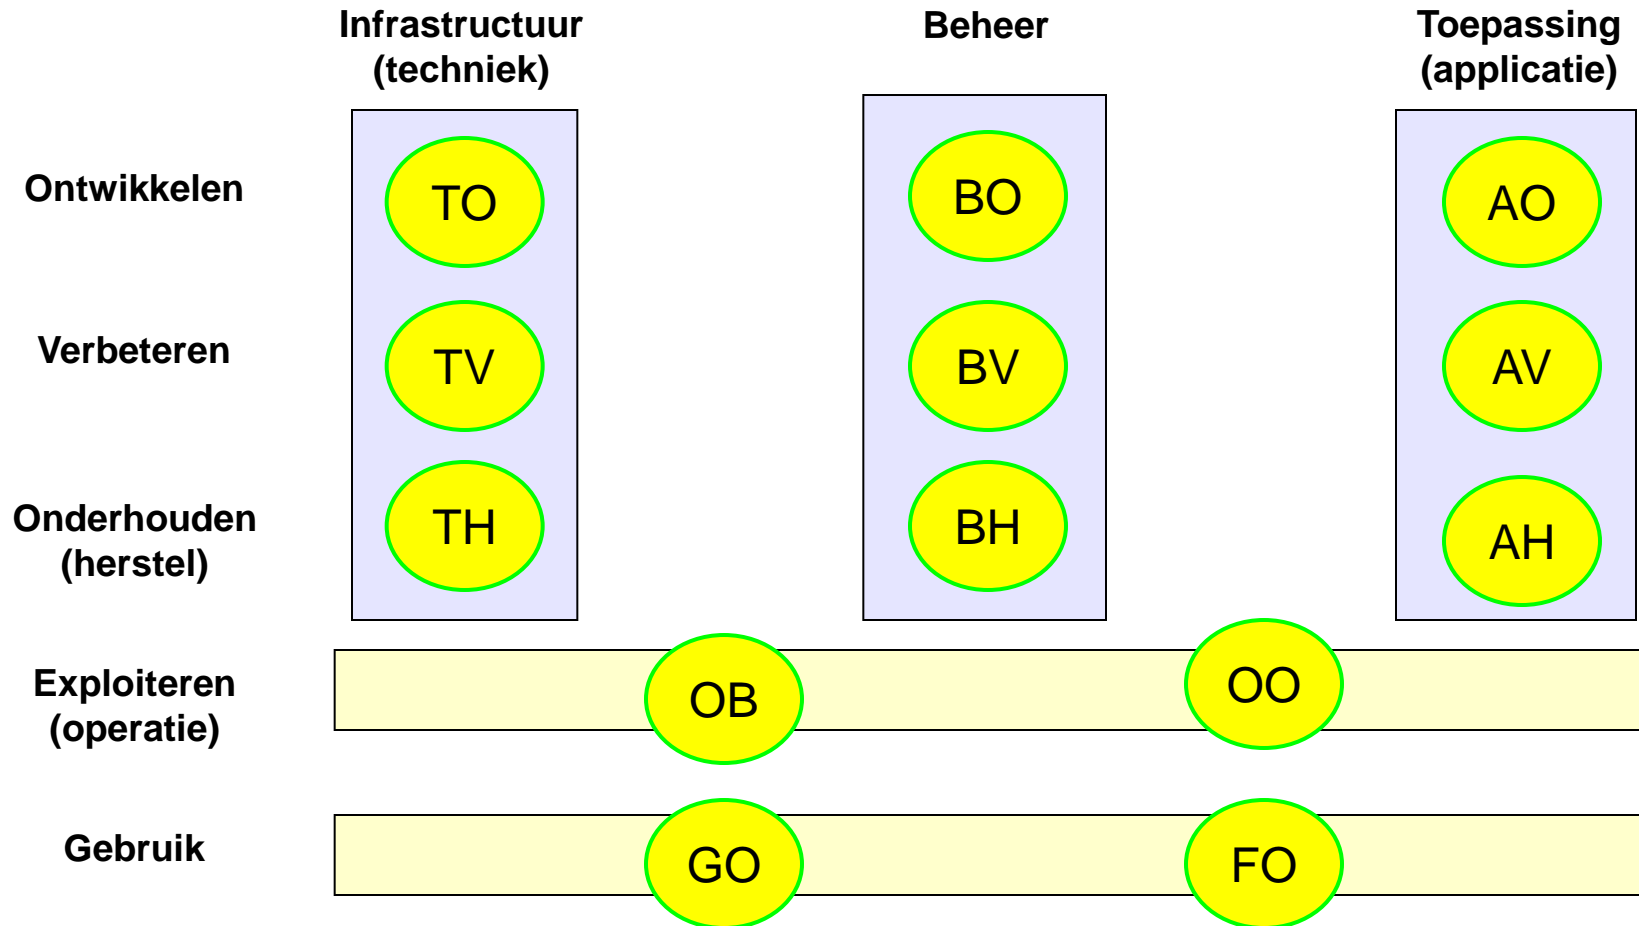 Infrastructuur
(techniek)
Beheer
Toepassing
(applicatie)
Ontwikkelen
TO
BO
AO
Verbeteren
TV
BV
AV
Onderhouden
(herstel)
TH
BH
AH
Exploiteren
(operatie)
OB
OO
Gebruik
GO
FO